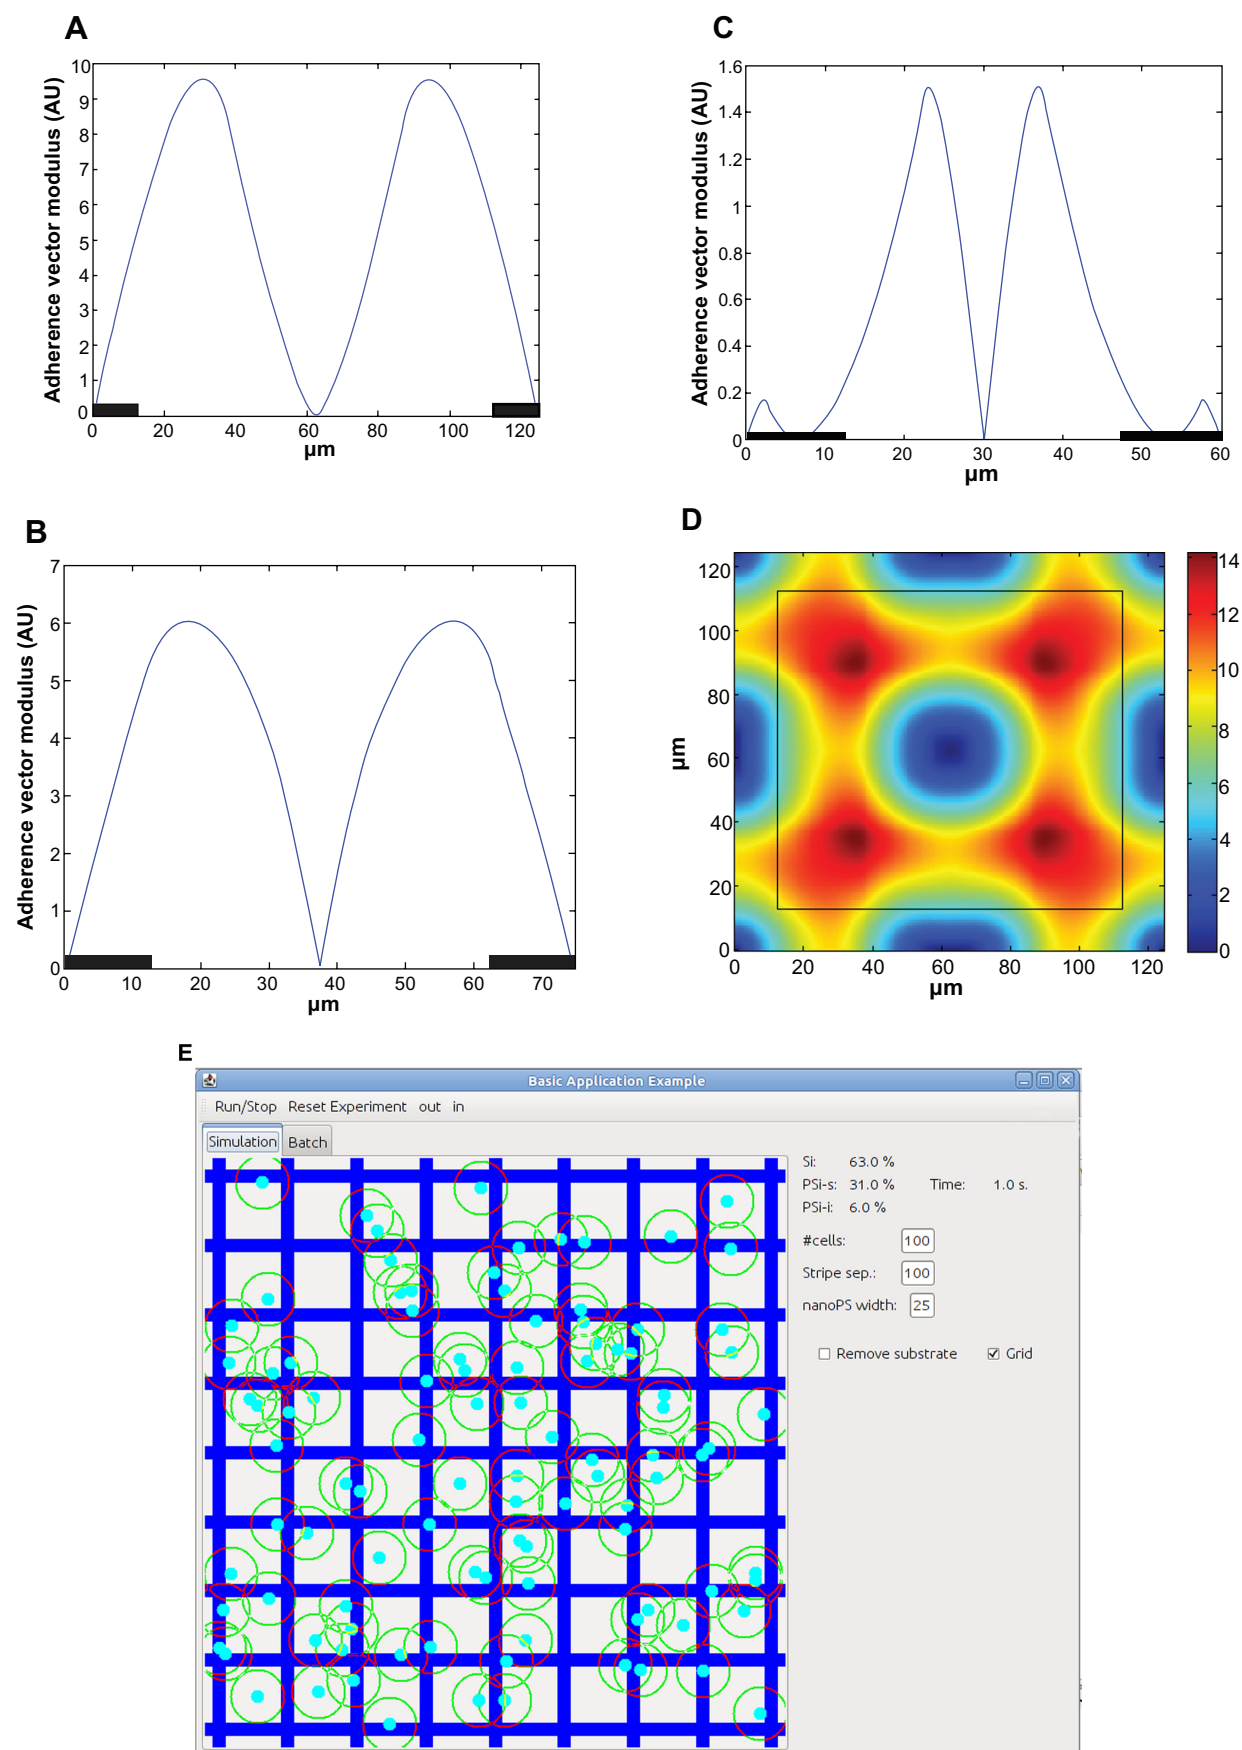 A
Adherence vector modulus (AU)
10
9
8
7
6
5
4
3
2
1
0
0 20 40 60 80 100 120
µm
C
Adherence vector modulus (AU)
1.6
1.4
1.2
1
0.8
0.6
0.4
0.2
0
0 10 20 30 40 50 60
µm
B
Adherence vector modulus (AU)
7
6
5
4
3
2
1
0
0 10 20 30 40 50 60 70
µm
D
µm
120
100
80
60
40
20
0
0 20 40 60 80 100 120
µm
14
12
10
8
6
4
2
0
E
Basic Application Example
Run/Stop Reset Experiment out in
Simulation Batch
Si: 63.0 %
PSi-s: 31.0 % Time: 1.0 s.
PSi-i: 6.0 %
#cells: 100
Stripe sep.: 100
nanoPS width: 25
Remove substrate Grid